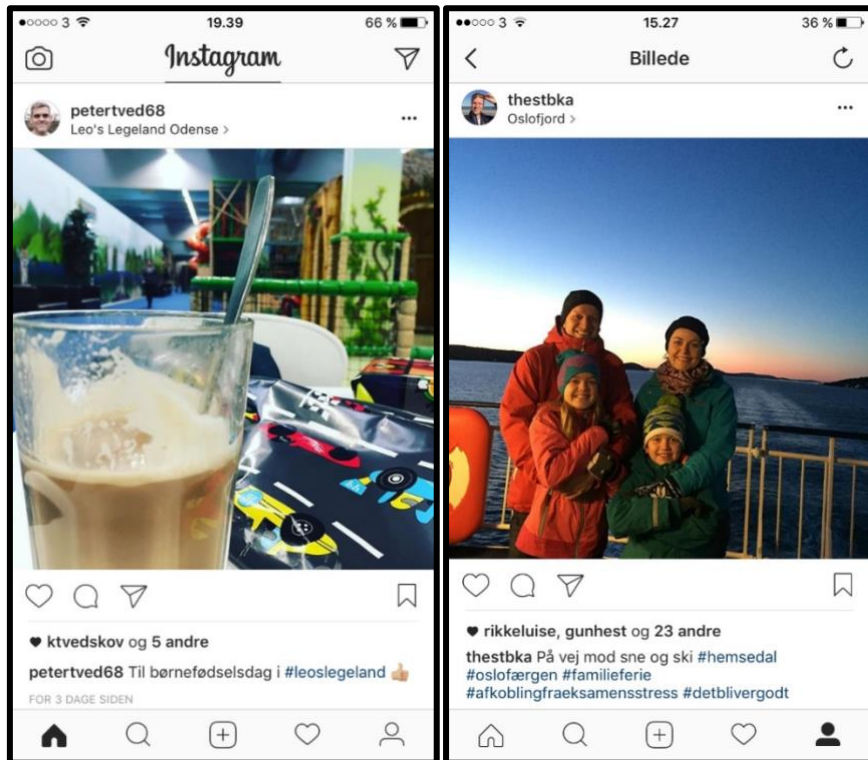 3
19.39
66 %
Instagram
petertved68
Leo's Legeland Odense >
ktvedskov og 5 andre
petertved68 Til børnefødselsdag i #leoslegeland 👍
FOR 3 DAGE SIDEN
3
15.27
36 %
Billede
thestbka
Oslofjord >
rikkeluise, gunhest og 23 andre
thestbka På vej mod sne og ski #hemsedal
#oslofærgen #familieferie
#afkoblingfraeksamensstress #detblivergodt